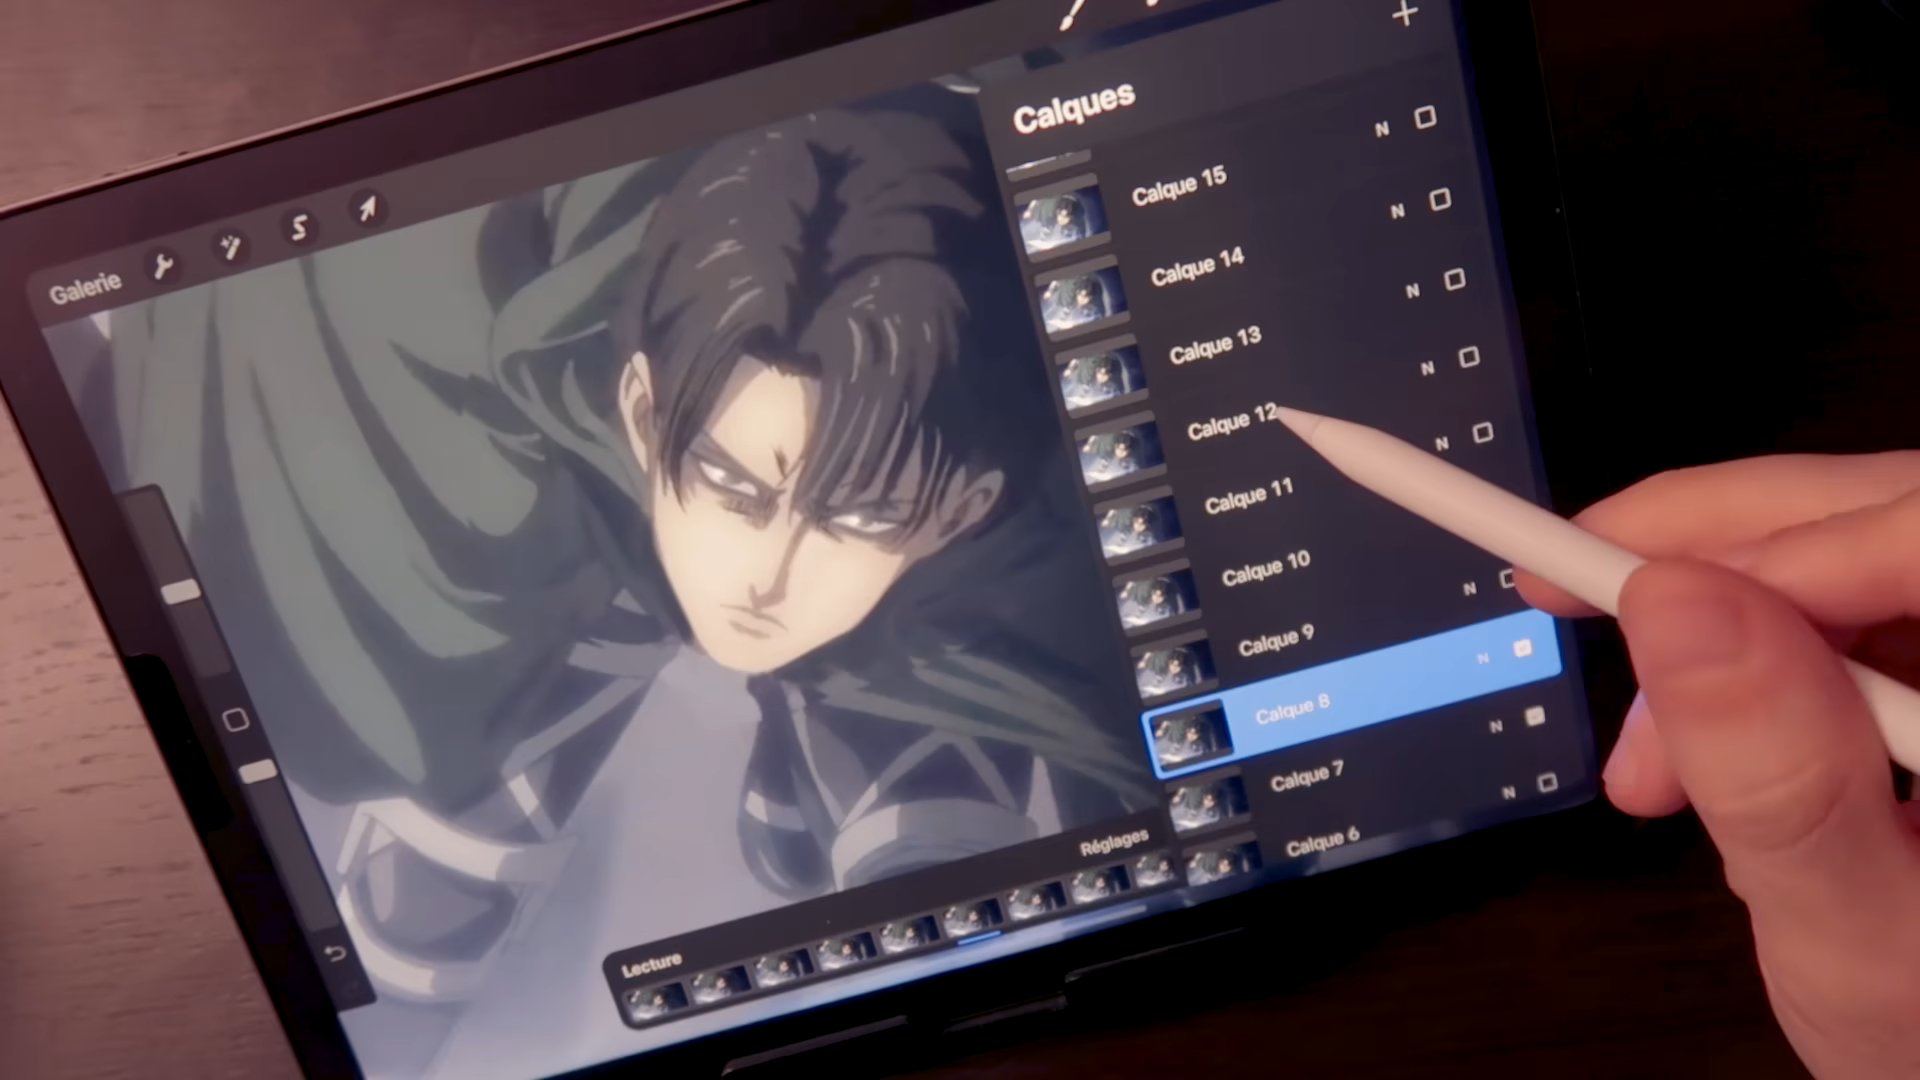 Calques
Galerie
S
Calque 15
N
Calque 14
N
Calque 13
N
Calque 12
N
Calque 11
N
Calque 10
Calque 9
N
Calque 8
N
Calque 7
N
Calque 6
N
Réglages
Lecture